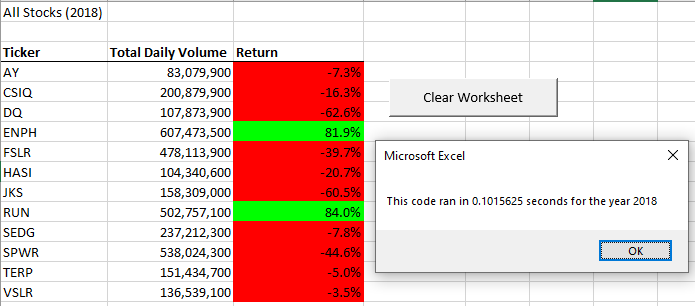 All Stocks (2018)
Ticker Total Daily Volume Return
AY 83,079,900 -7.3%
CSIQ 200,879,900 -16.3%
DQ 107,873,900 -62.6%
ENPH 607,473,500 81.9%
FSLR 478,113,900 -39.7%
HASI 104,340,600 -20.7%
JKS 158,309,000 -60.5%
RUN 502,757,100 84.0%
SEDG 237,212,300 -7.8%
SPWR 538,024,300 -44.6%
TERP 151,434,700 -5.0%
VSLR 136,539,100 -3.5%
Clear Worksheet
Microsoft Excel
This code ran in 0.1015625 seconds for the year 2018
OK